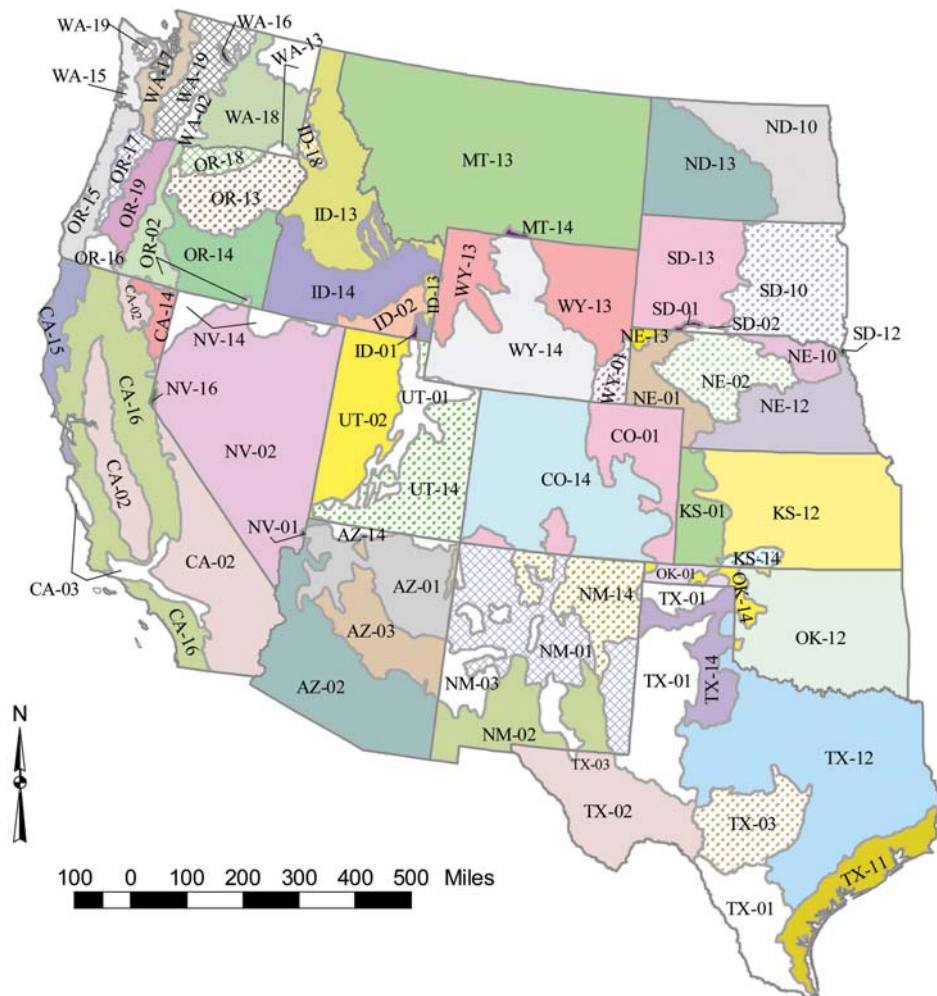 WA-19
WA-16
WA-13
WA-15
WA-17
WA-19
WA-02
WA-18
ID-18
ND-10
ND-13
MT-13
OR-17
OR-18
OR-15
OR-19
OR-13
ID-13
OR-02
OR-14
MT-14
OR-16
WY-13
SD-13
SD-10
CA-02
CA-14
ID-14
ID-13
WY-13
SD-01
SD-02
CA-15
NV-14
ID-02
WY-14
NE-13
SD-12
ID-01
NE-10
NV-16
UT-01
WY-01
NE-02
CA-16
UT-02
NE-01
NE-12
NV-02
CO-01
CA-02
UT-14
CO-14
KS-01
KS-12
NV-01
AZ-14
KS-14
CA-02
OK-01
CA-03
AZ-01
NM-14
TX-01
OK-14
AZ-03
OK-12
CA-16
NM-01
AZ-02
NM-03
TX-01
TX-14
N
NM-02
TX-03
TX-12
TX-02
TX-03
100 0 100 200 300 400 500 Miles
TX-11
TX-01